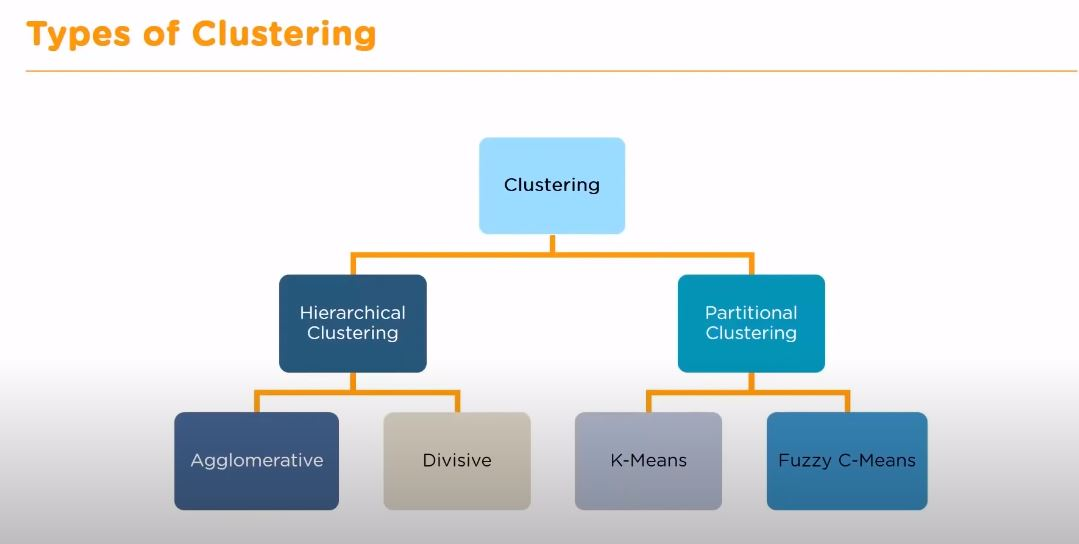 Types of Clustering
Clustering
Hierarchical
Clustering
Partitional
Clustering
Agglomerative
Divisive
K-Means
Fuzzy C-Means